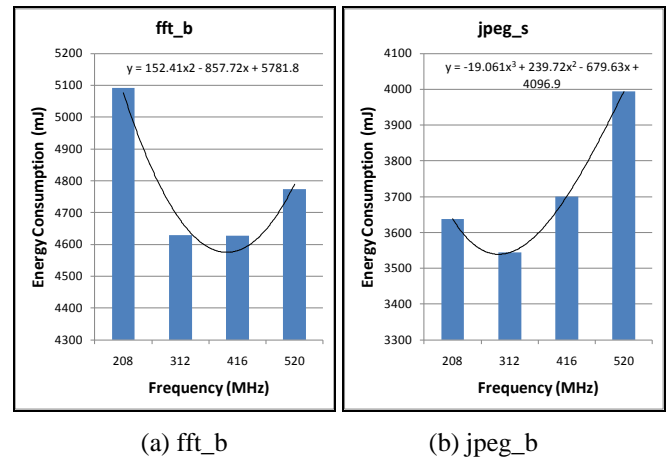 fft_b
y = 152.41x2 - 857.72x + 5781.8
Energy Consumption (mJ)
5200
5100
5000
4900
4800
4700
4600
4500
4400
4300
208 312 416 520
Frequency (MHz)
jpeg_s
y = -19.061x³ + 239.72x² - 679.63x +
4096.9
Energy Consumption (mJ)
4100
4000
3900
3800
3700
3600
3500
3400
3300
208 312 416 520
Frequency (MHz)
(a) fft_b
(b) jpeg_b